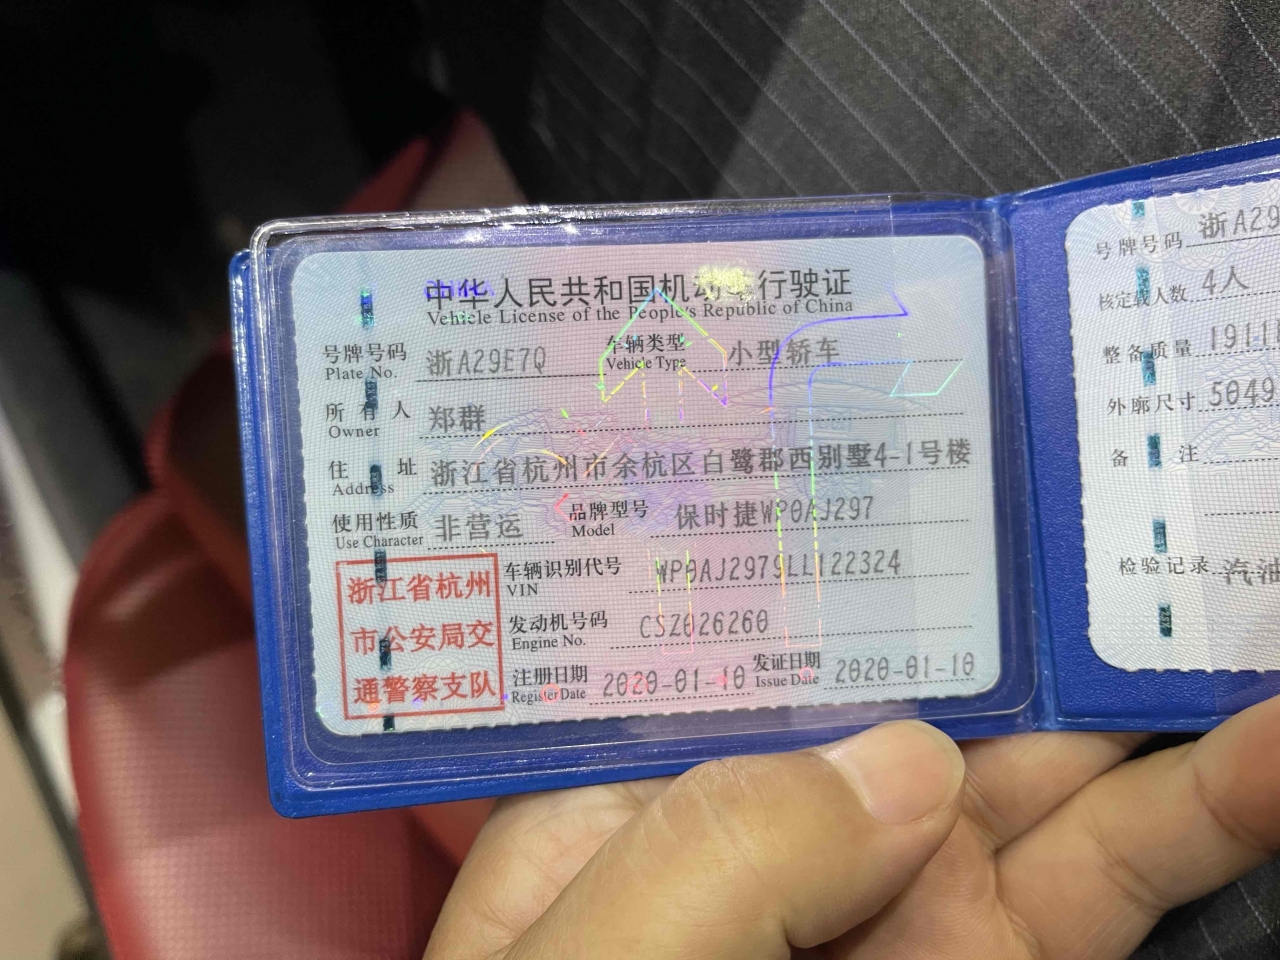 中华人民共和国机动车行驶证
Vehicle License of the People's Republic of China
号牌号码 浙A29E7Q 车辆类型 小型轿车
Plate No. Vehicle Type
所有人 郑群
Owner
住址 浙江省杭州市余杭区白鹭郡西别墅4-1号楼
Address
使用性质 非营运 品牌型号 保时捷WP0AJ297
Use Character Model
浙江省杭州
市公安局交
通警察支队
车辆识别代号 WP0AJ2979LL122324
VIN
发动机号码 CSZ026260
Engine No.
注册日期 2020-01-10 发证日期 2020-01-10
Register Date Issue Date
号牌号码 浙A29
核定载人数 4人
整备质量 1911
外廓尺寸 5049
备注
检验记录 汽油